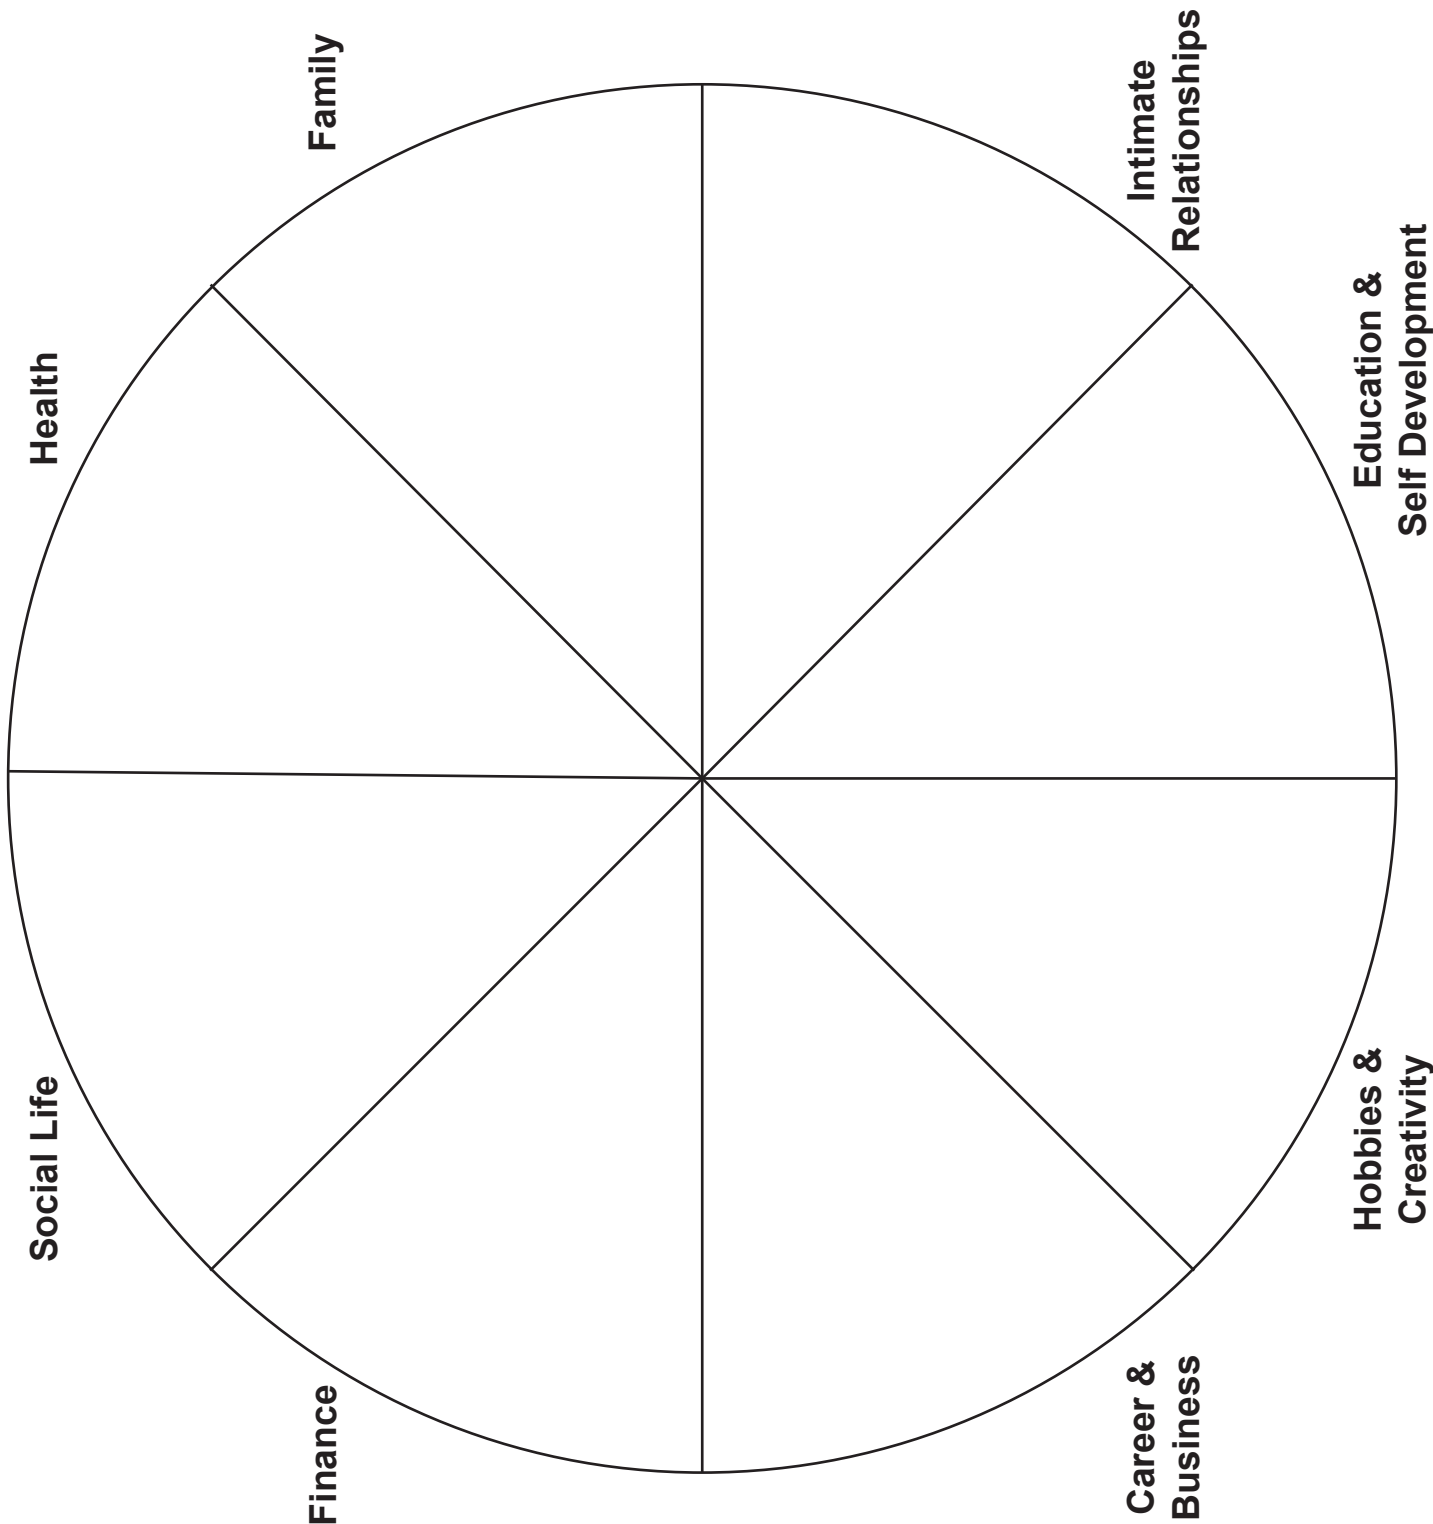 Social Life
Health
Finance
Family
Career &
Business
Intimate
Relationships
Hobbies &
Creativity
Education &
Self Development